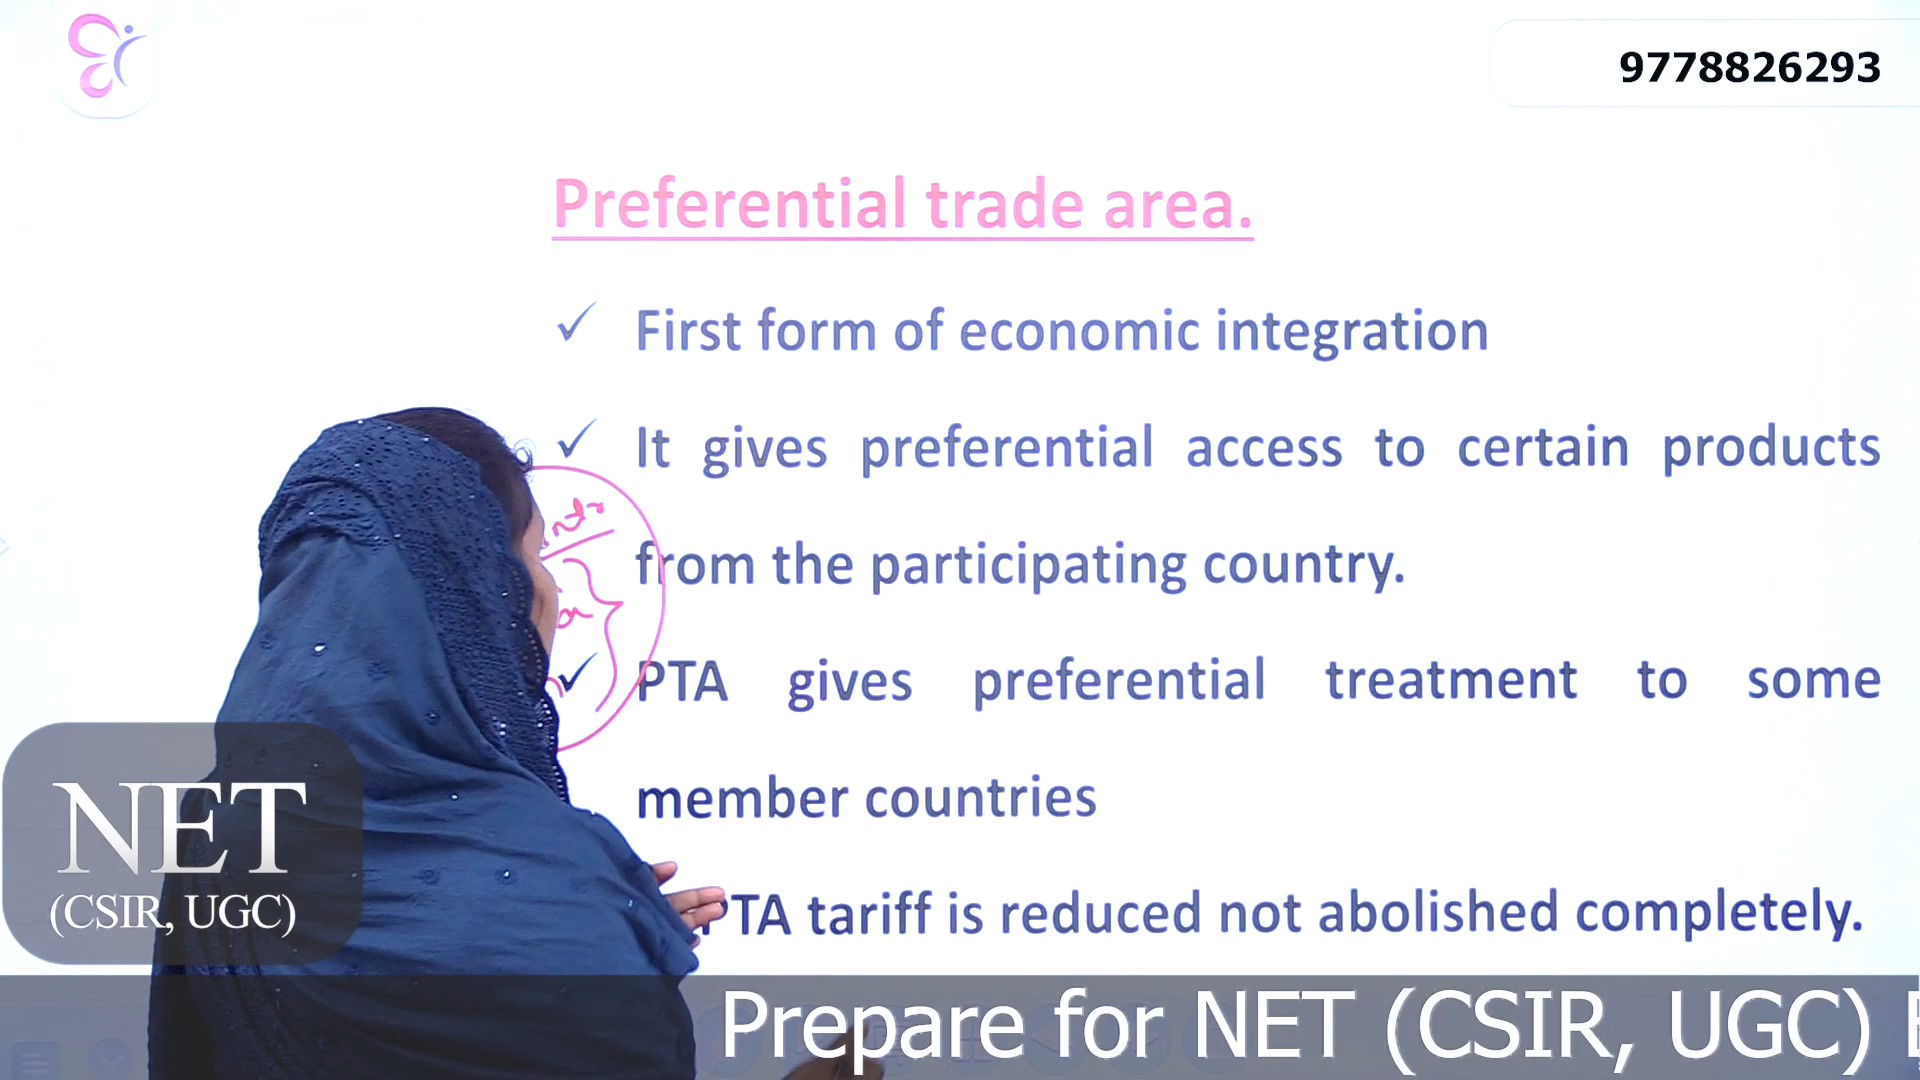 9778826293
Preferential trade area.
✓ First form of economic integration
✓ It gives preferential access to certain products
from the participating country.
✓ PTA gives preferential treatment to some
member countries
PTA tariff is reduced not abolished completely.
NET
(CSIR, UGC)
Prepare for NET (CSIR, UGC)